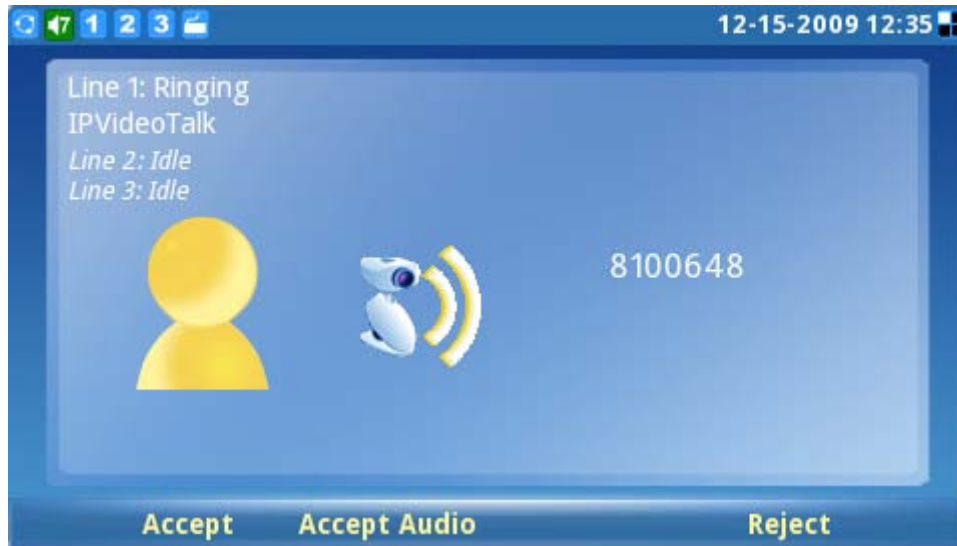 7 1 2 3 12-15-2009 12:35
Line 1: Ringing
IPVideoTalk
Line 2: Idle
Line 3: Idle
8100648
Accept Accept Audio Reject